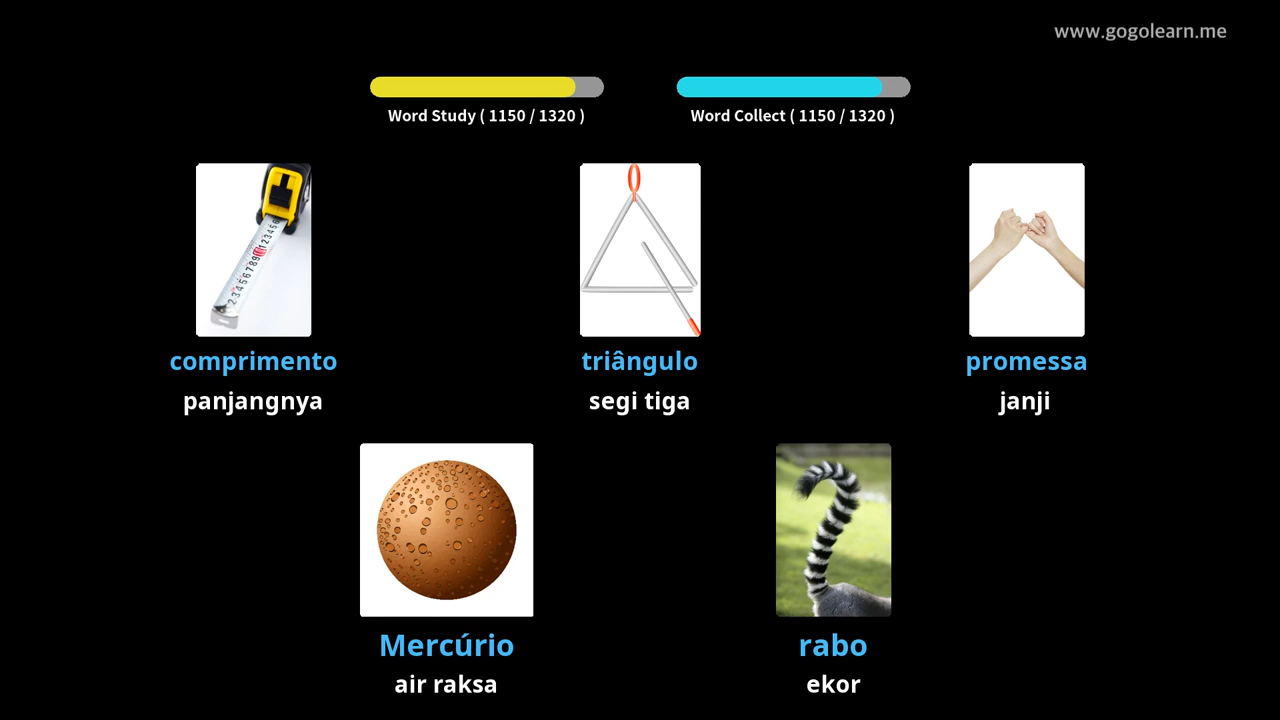 www.gogolearn.me
Word Study ( 1150 / 1320 )
Word Collect ( 1150 / 1320 )
comprimento
panjangnya
triângulo
segi tiga
promessa
janji
Mercúrio
air raksa
rabo
ekor